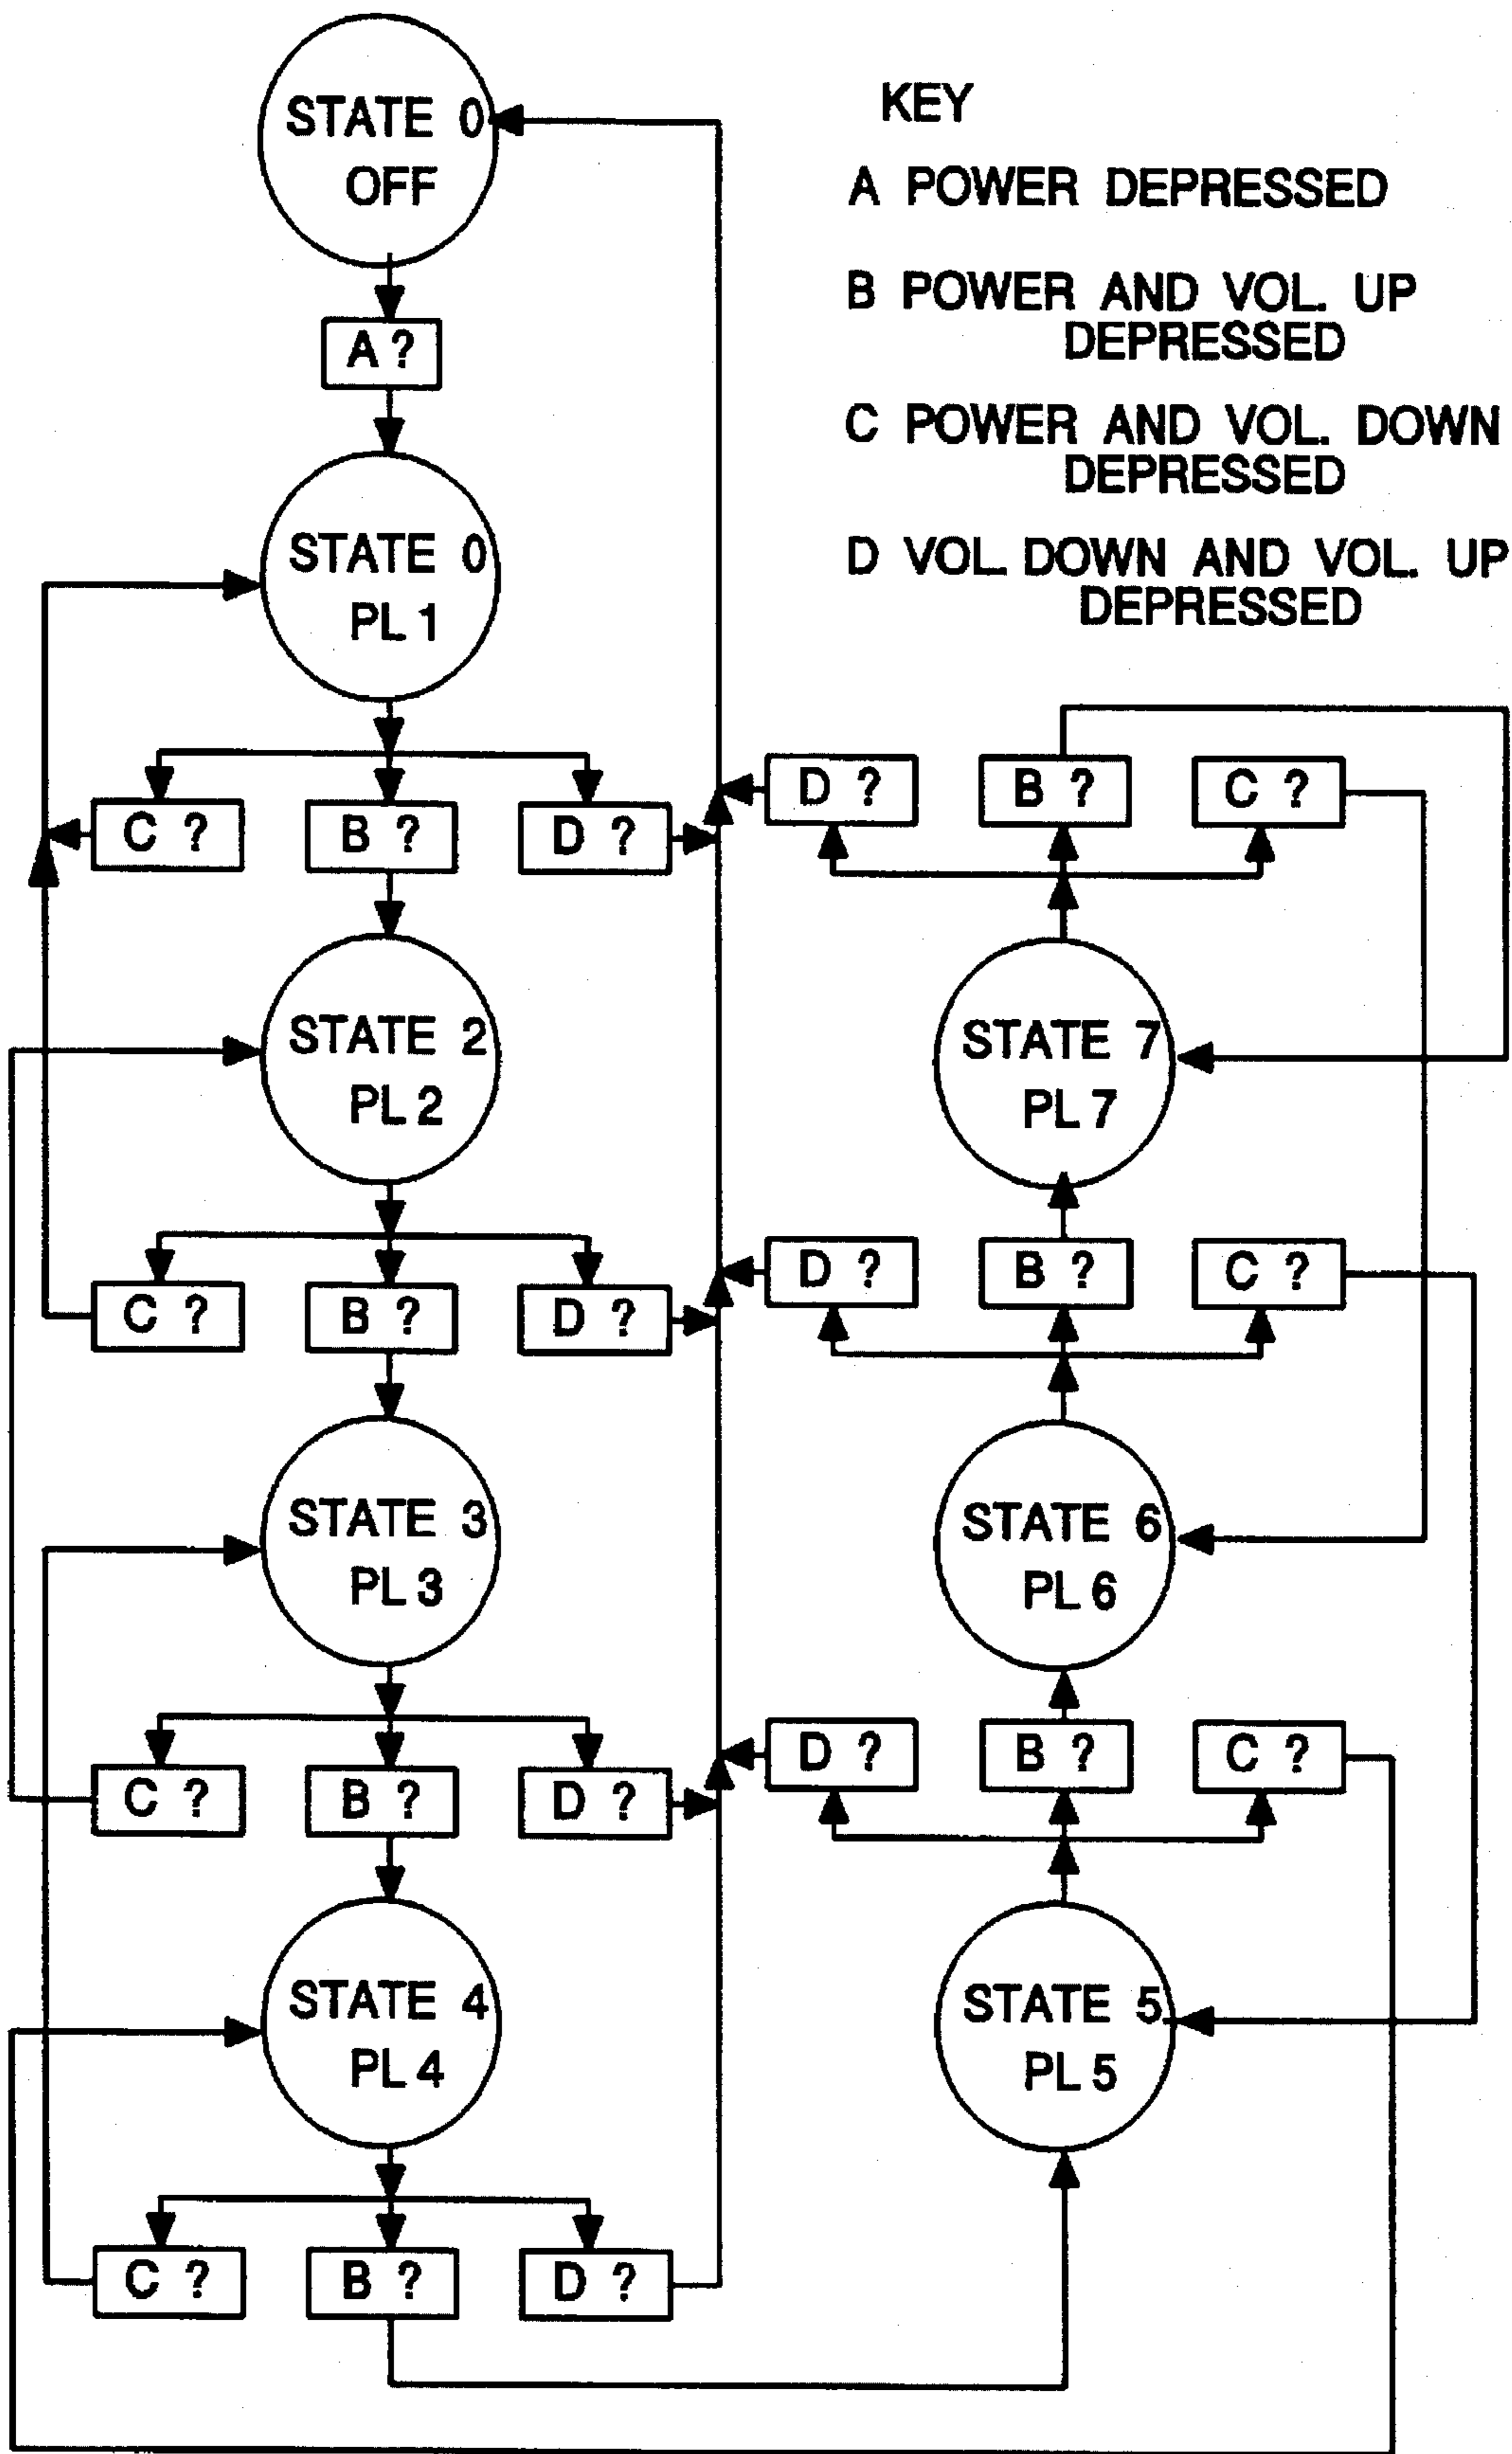 STATE 0
OFF
KEY
A POWER DEPRESSED
B POWER AND VOL. UP
DEPRESSED
C POWER AND VOL. DOWN
DEPRESSED
D VOL. DOWN AND VOL. UP
DEPRESSED
A ?
STATE 0
PL 1
C ?
B ?
D ?
STATE 2
PL 2
C ?
B ?
D ?
STATE 3
PL 3
C ?
B ?
D ?
STATE 4
PL 4
C ?
B ?
D ?
D ?
B ?
C ?
STATE 7
PL 7
D ?
B ?
C ?
STATE 6
PL 6
D ?
B ?
C ?
STATE 5
PL 5